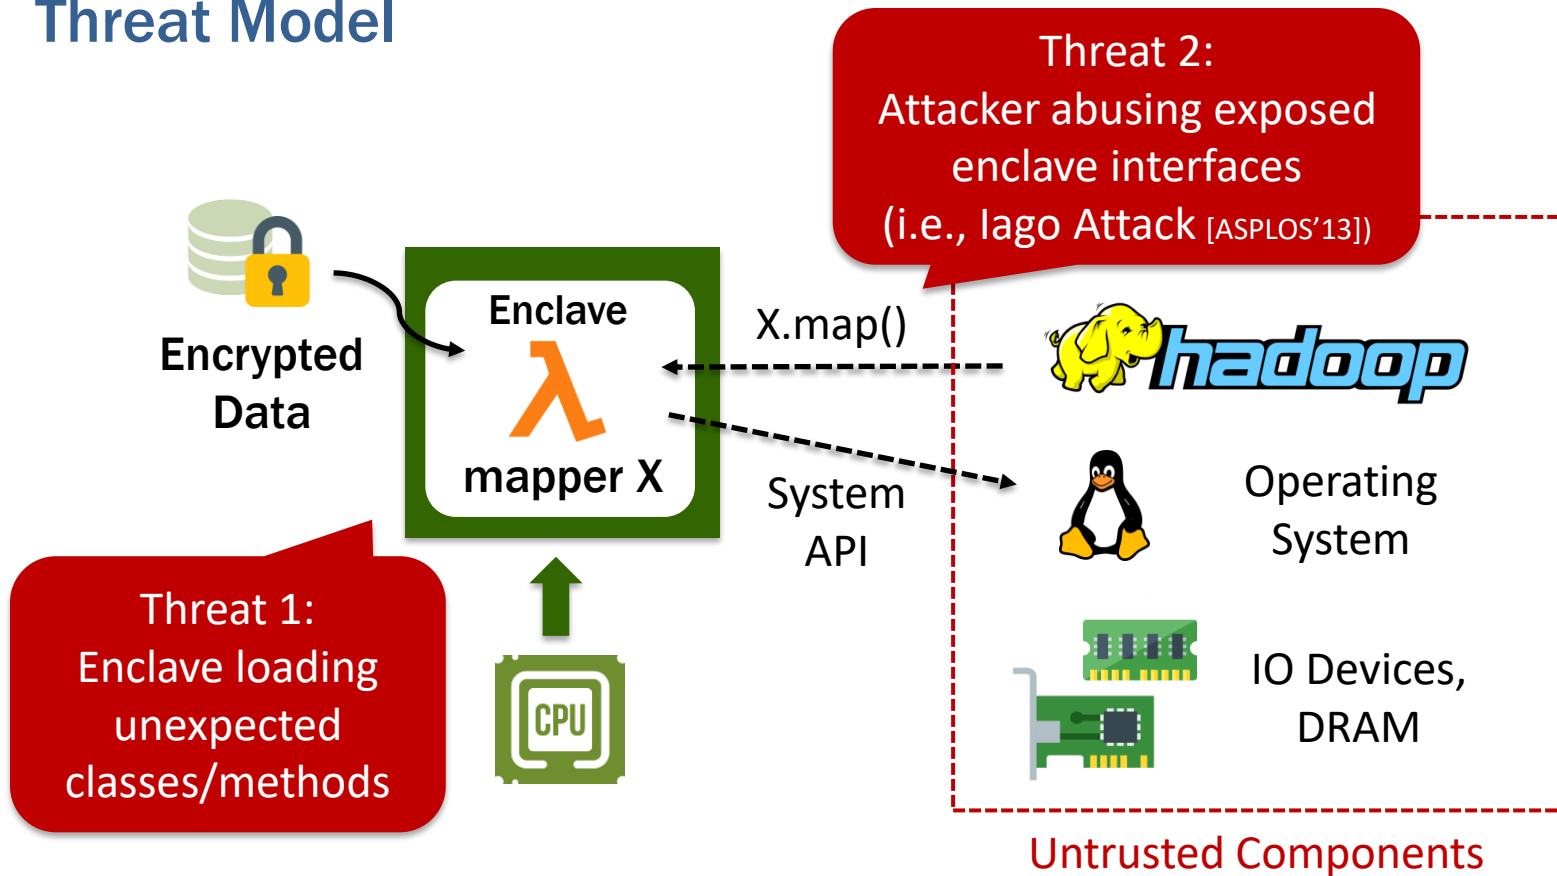 Threat Model
Threat 2:
Attacker abusing exposed
enclave interfaces
(i.e., Iago Attack [ASPLOS’13])
Encrypted
Data
Enclave
λ
mapper X
X.map()
System
API
hadoop
Operating
System
IO Devices,
DRAM
Threat 1:
Enclave loading
unexpected
classes/methods
CPU
Untrusted Components